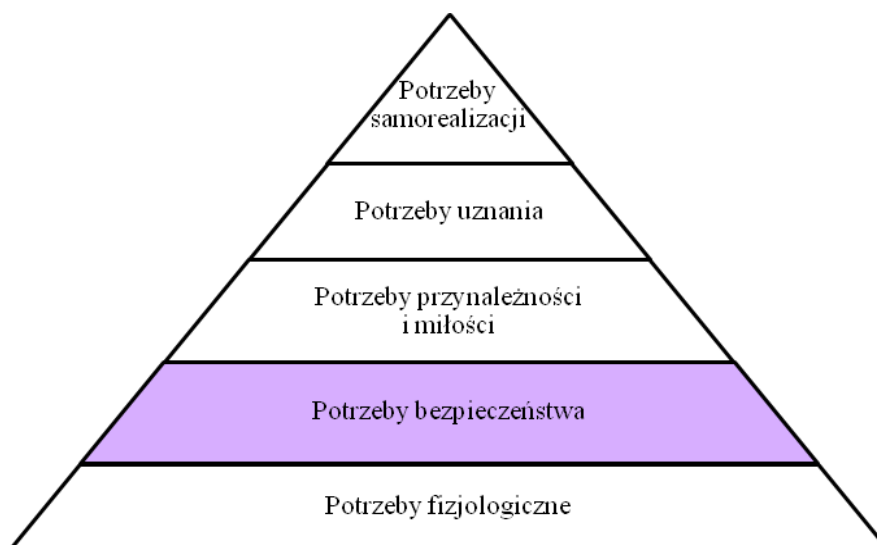 Potrzeby
samorealizacji
Potrzeby uznania
Potrzeby przynależności
i miłości
Potrzeby bezpieczeństwa
Potrzeby fizjologiczne